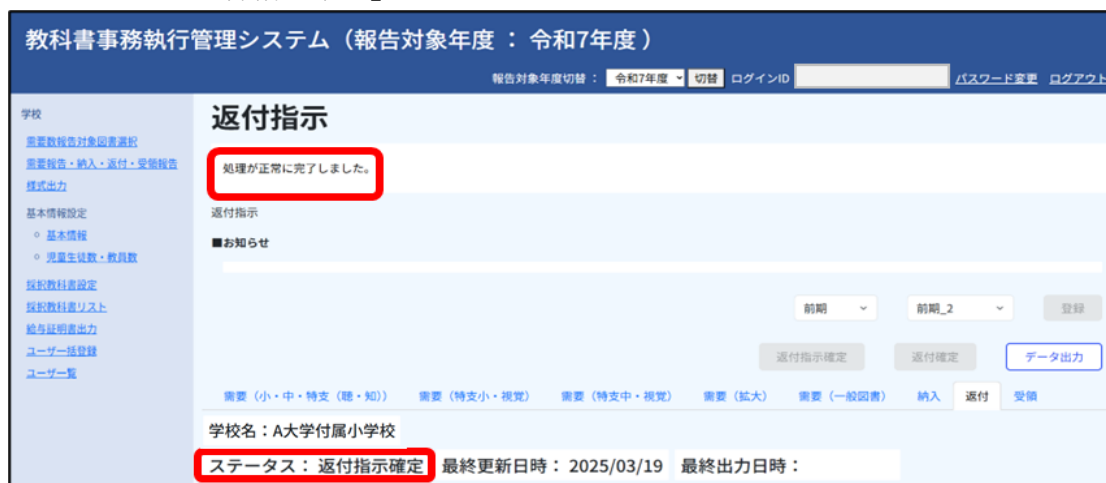 教科書事務執行管理システム（報告対象年度 ： 令和7年度 ）
報告対象年度切替 ： 令和7年度 切替 ログインID パスワード変更 ログアウト
学校
需要数報告対象図書選択
需要報告・納入・返付・受領報告
様式出力
基本情報設定
基本情報
児童生徒数・教員数
採択教科書設定
採択教科書リスト
給与証明書出力
ユーザー括登録
ユーザー覧
返付指示
処理が正常に完了しました。
返付指示
■お知らせ
前期 前期_2 登録
返付指示確定 返付確定 データ出力
需要（小・中・特支（聴・知）） 需要（特支小・視覚） 需要（特支中・視覚） 需要（拡大） 需要（一般図書） 納入 返付 受領
学校名：A大学付属小学校
ステータス： 返付指示確定 最終更新日時： 2025/03/19 最終出力日時：